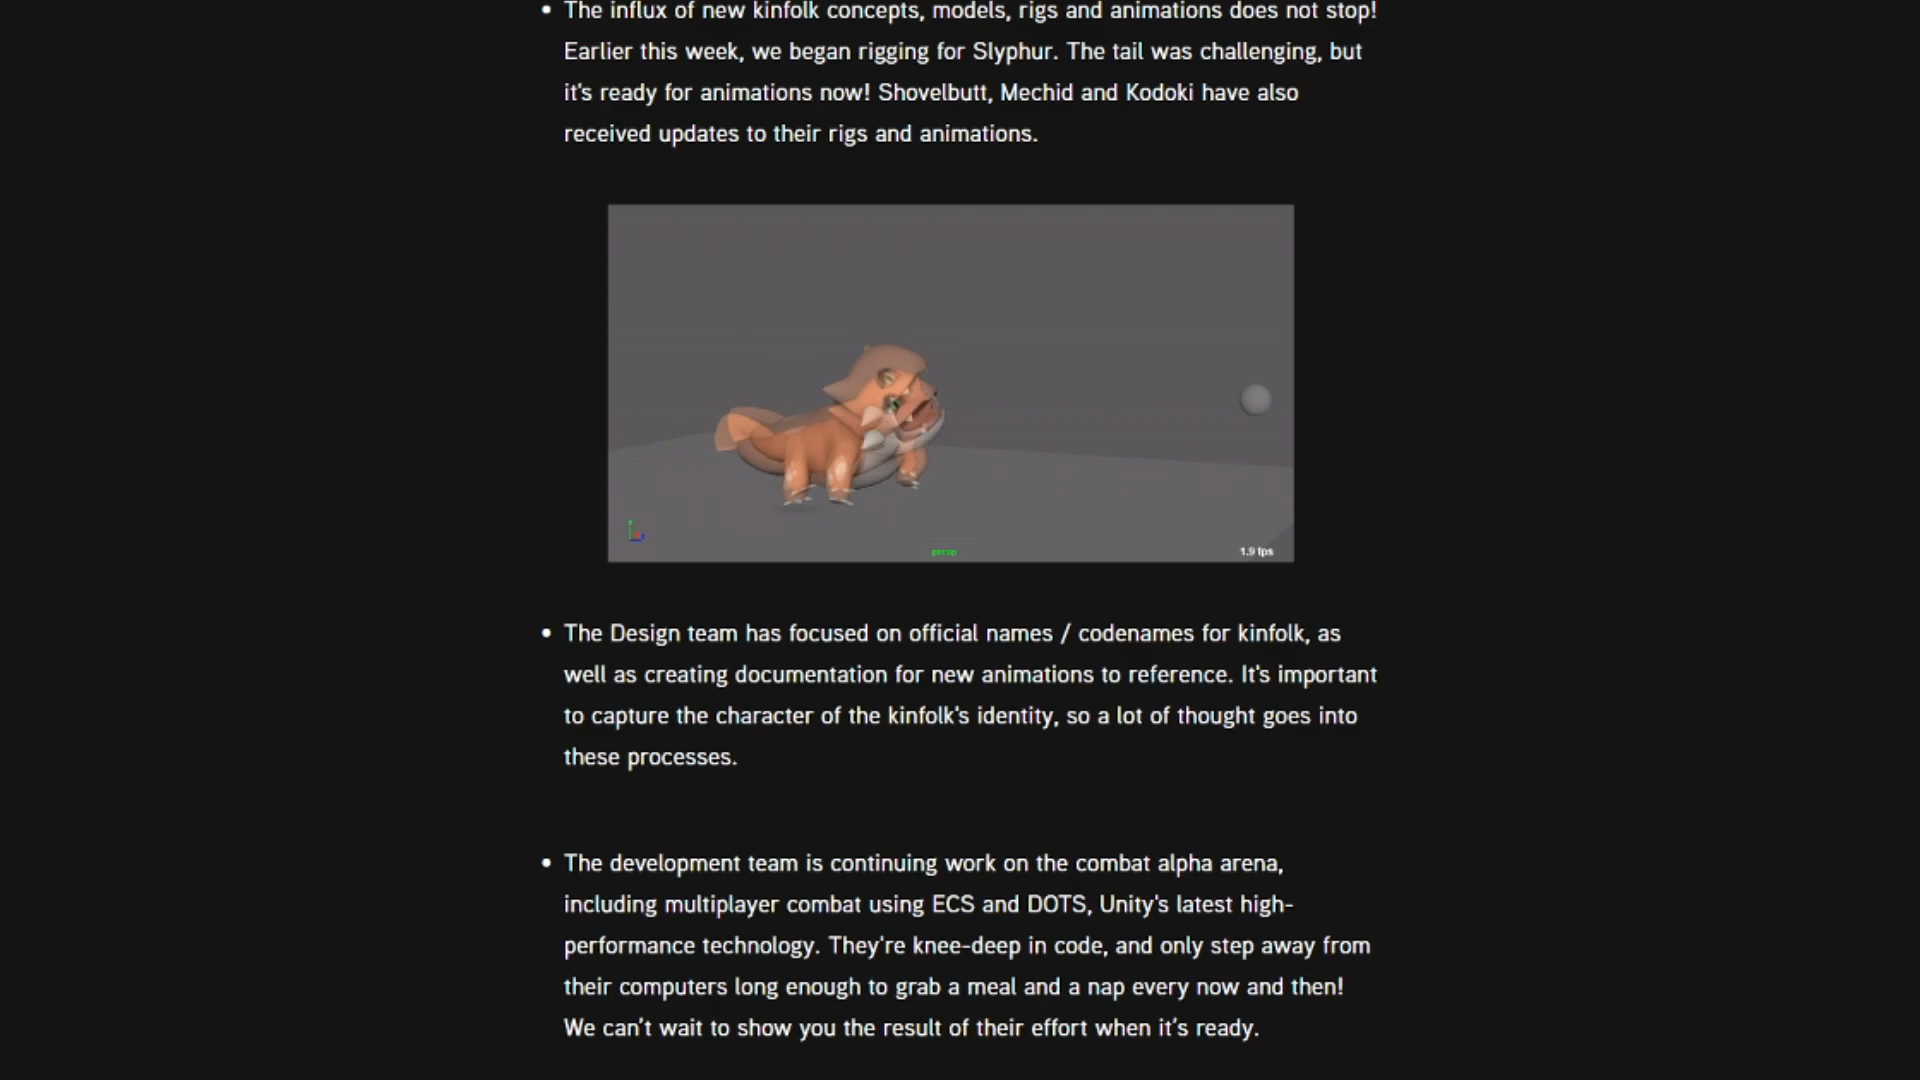 • The influx of new kinfolk concepts, models, rigs and animations does not stop!
Earlier this week, we began rigging for Slyphur. The tail was challenging, but
it's ready for animations now! Shovelbutt, Mechid and Kodoki have also
received updates to their rigs and animations.
persp
1.9 fps
• The Design team has focused on official names / codenames for kinfolk, as
well as creating documentation for new animations to reference. It's important
to capture the character of the kinfolk's identity, so a lot of thought goes into
these processes.
• The development team is continuing work on the combat alpha arena,
including multiplayer combat using ECS and DOTS, Unity's latest high-
performance technology. They're knee-deep in code, and only step away from
their computers long enough to grab a meal and a nap every now and then!
We can't wait to show you the result of their effort when it's ready.